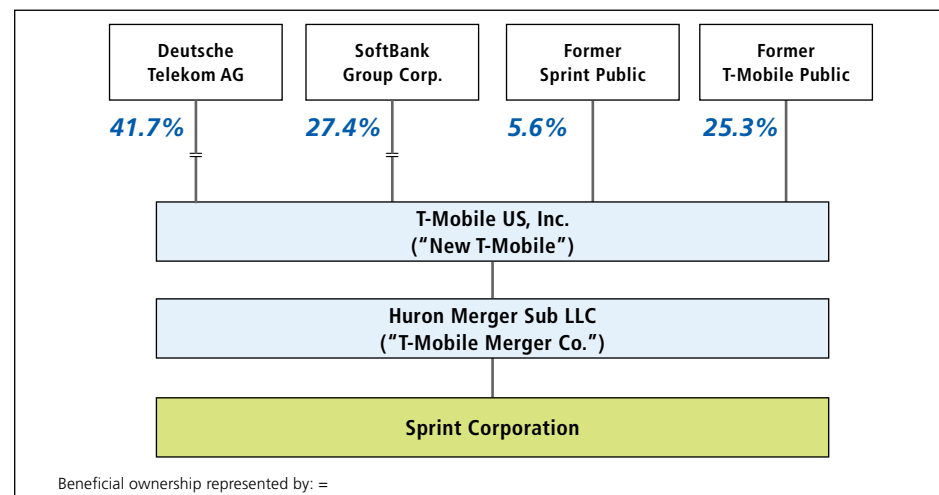 Deutsche
Telekom AG
SoftBank
Group Corp.
Former
Sprint Public
Former
T-Mobile Public
41.7%
27.4%
5.6%
25.3%
T-Mobile US, Inc.
("New T-Mobile")
Huron Merger Sub LLC
("T-Mobile Merger Co.")
Sprint Corporation
Beneficial ownership represented by: =